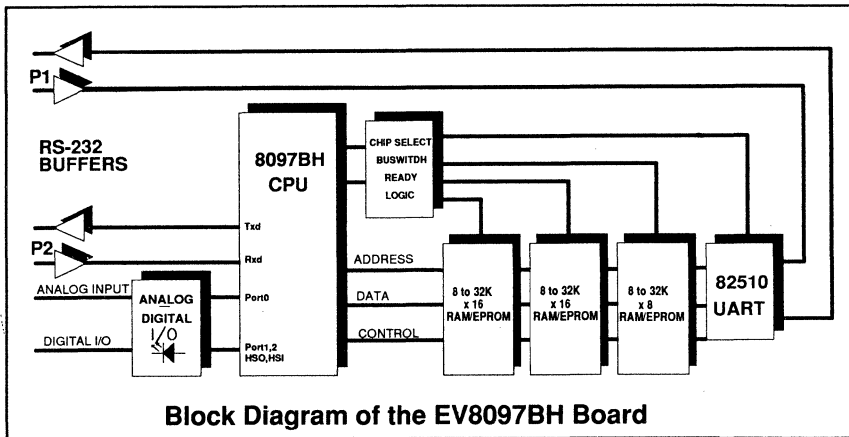 P1
RS-232
BUFFERS
P2
ANALOG INPUT
DIGITAL I/O
ANALOG
DIGITAL
I/O
8097BH
CPU
Txd
Rxd
Port0
Port1,2
HSO,HSI
CHIP SELECT
BUSWITDH
READY
LOGIC
ADDRESS
DATA
CONTROL
8 to 32K
x 16
RAM/EPROM
8 to 32K
x 16
RAM/EPROM
8 to 32K
x 8
RAM/EPROM
82510
UART
Block Diagram of the EV8097BH Board